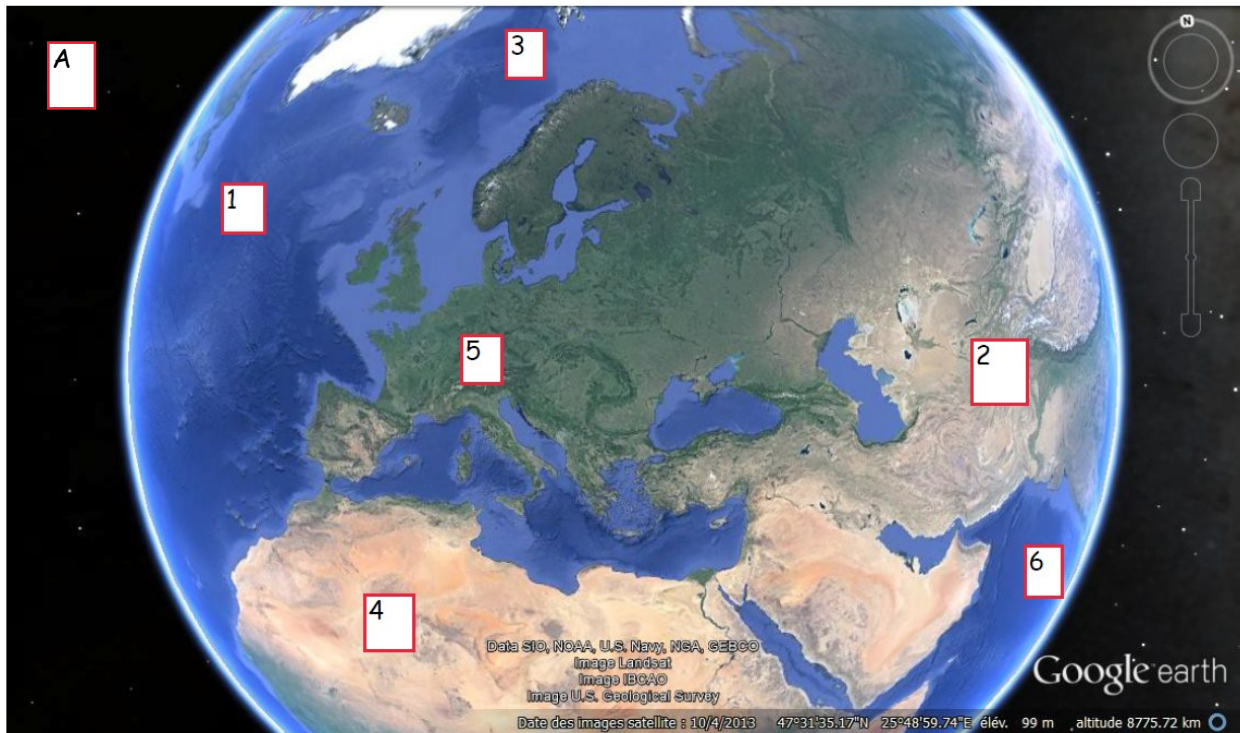 A
3
N
1
5
2
6
4
Data SIO, NOAA, U.S. Navy, NGA, GEBCO
Image Landsat
Image IBCAO
Image U.S. Geological Survey
Google earth
Date des images satellite : 10/4/2013 47°31'35.17"N 25°48'59.74"E élév. 99 m altitude 8775.72 km